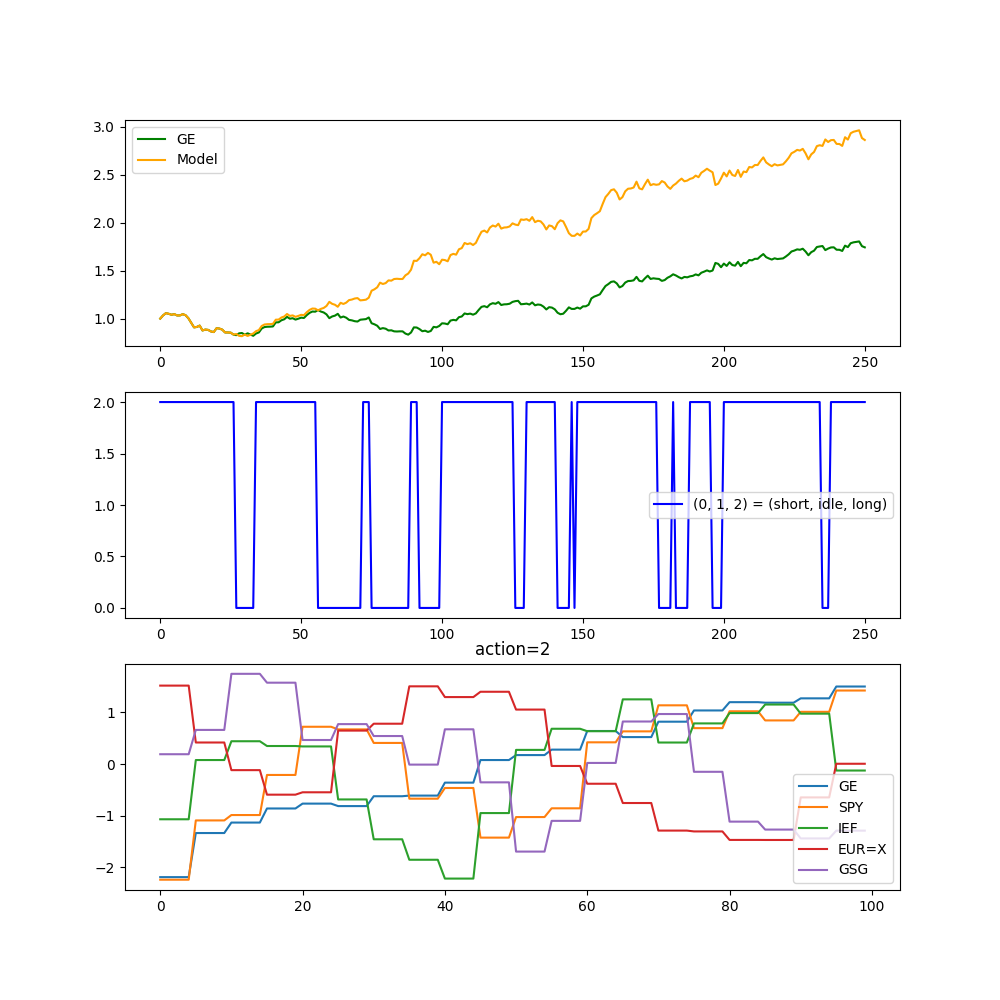 3.0
2.5
2.0
1.5
1.0
GE
Model
0 50 100 150 200 250
2.0
1.5
1.0
0.5
0.0
(0, 1, 2) = (short, idle, long)
0 50 100 150 200 250
action=2
1
0
−1
−2
GE
SPY
IEF
EUR=X
GSG
0 20 40 60 80 100